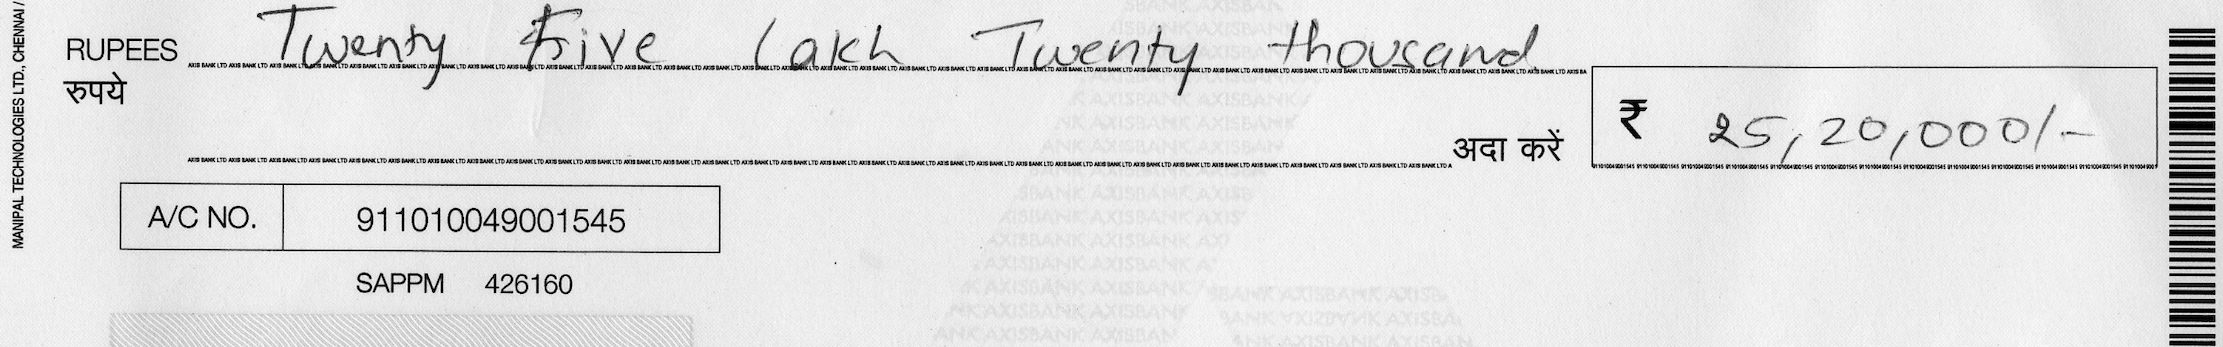 MANIPAL TECHNOLOGIES LTD., CHENNAI /
RUPEES Twenty Five Lakh Twenty thousand
रुपये
अदा करें ₹ 25,20,000/-
A/C NO. 911010049001545
SAPPM 426160